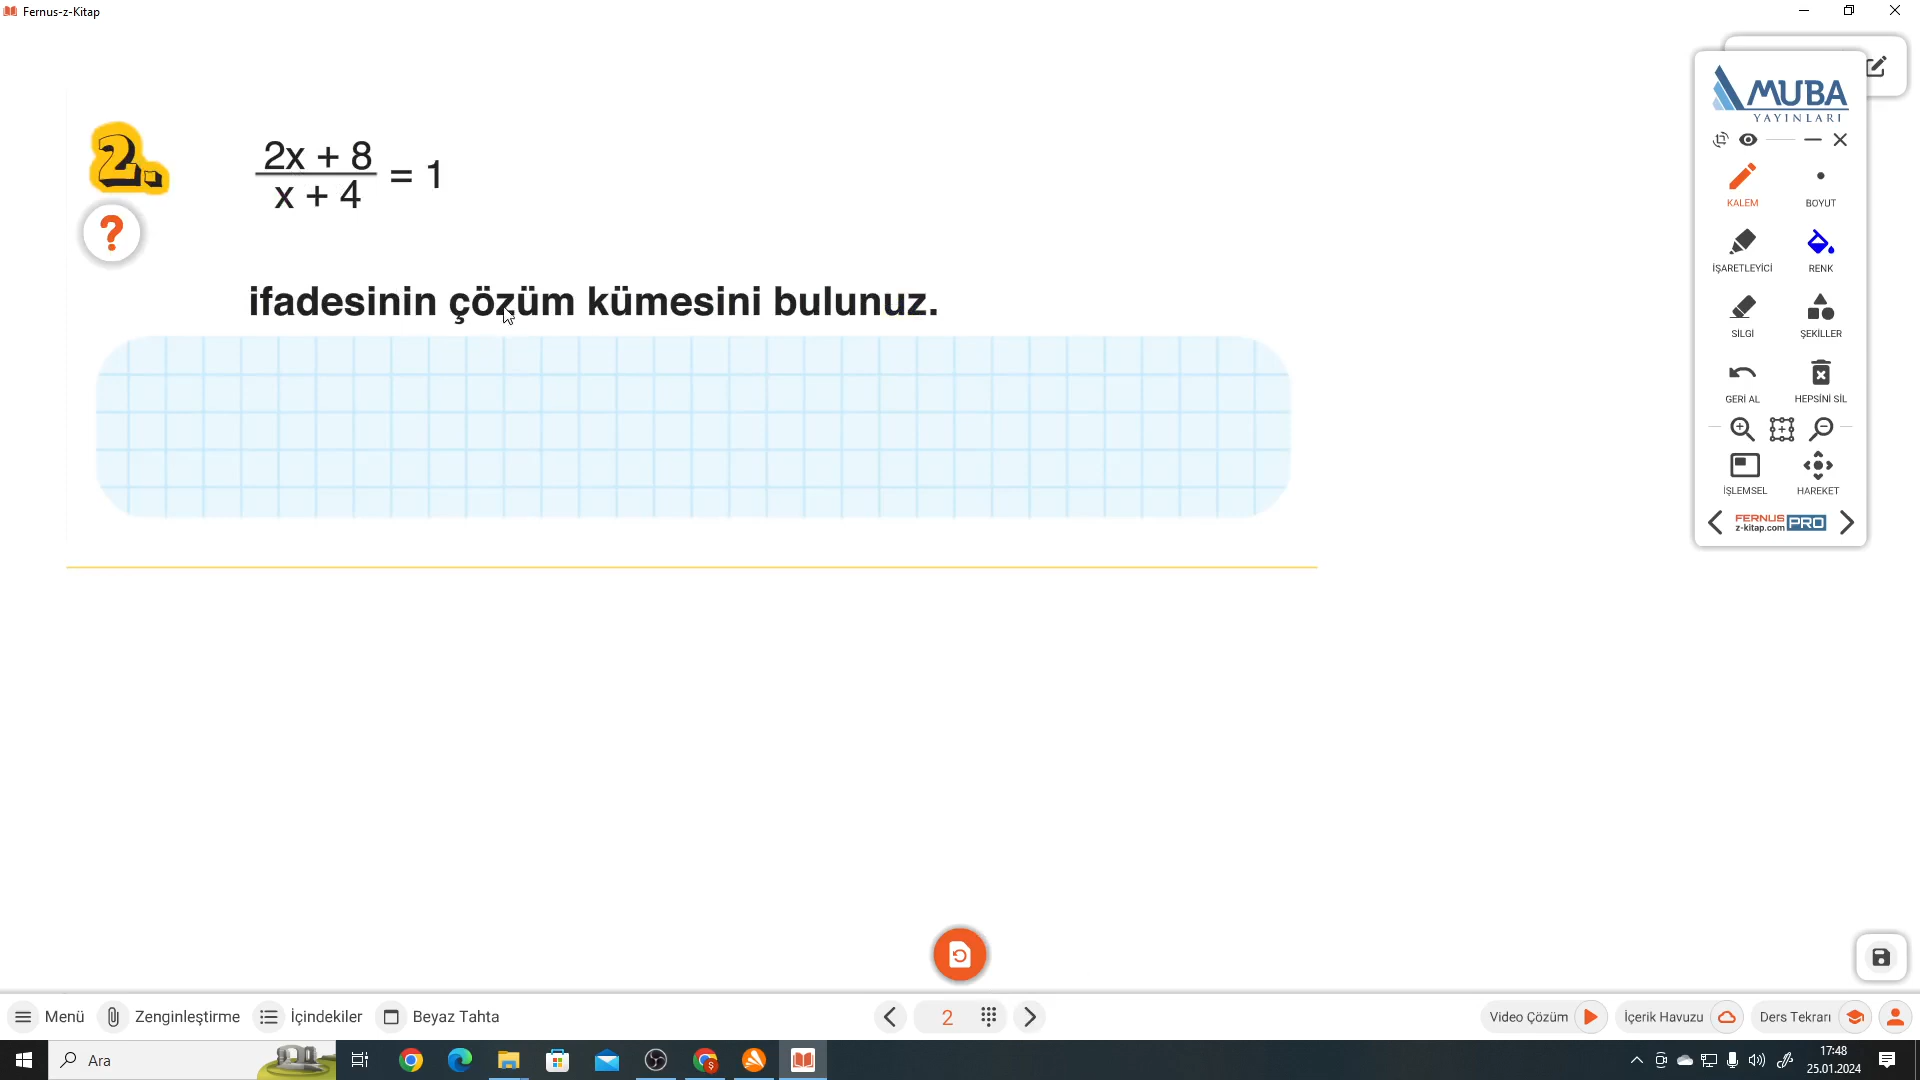 Fernus-z-Kitap
MUBA
YAYINLARI
2.
2x + 8
x + 4
= 1
?
ifadesinin çözüm kümesini bulunuz.
KALEM
BOYUT
İŞARETLEYİCİ
RENK
SİLGİ
ŞEKİLLER
GERİ AL
HEPSİNİ SİL
İŞLEMSEL
HAREKET
FERNUS PRO
z-kitap.com
Menü
Zenginleştirme
İçindekiler
Beyaz Tahta
2
Video Çözüm
İçerik Havuzu
Ders Tekrarı
Ara
17:48
25.01.2024